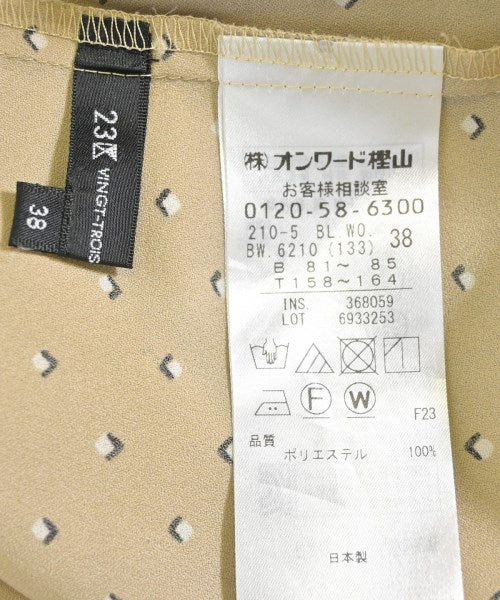 23区 VINGT-TROIS
38
(株)オンワード樫山
お客様相談室
0120-58-6300
210-5 BL WO.
BW.6210 (133) 38
B 81～ 85
T158～164
INS. 368059
LOT 6933253
F W
F23
品質
ポリエステル 100%
日本製